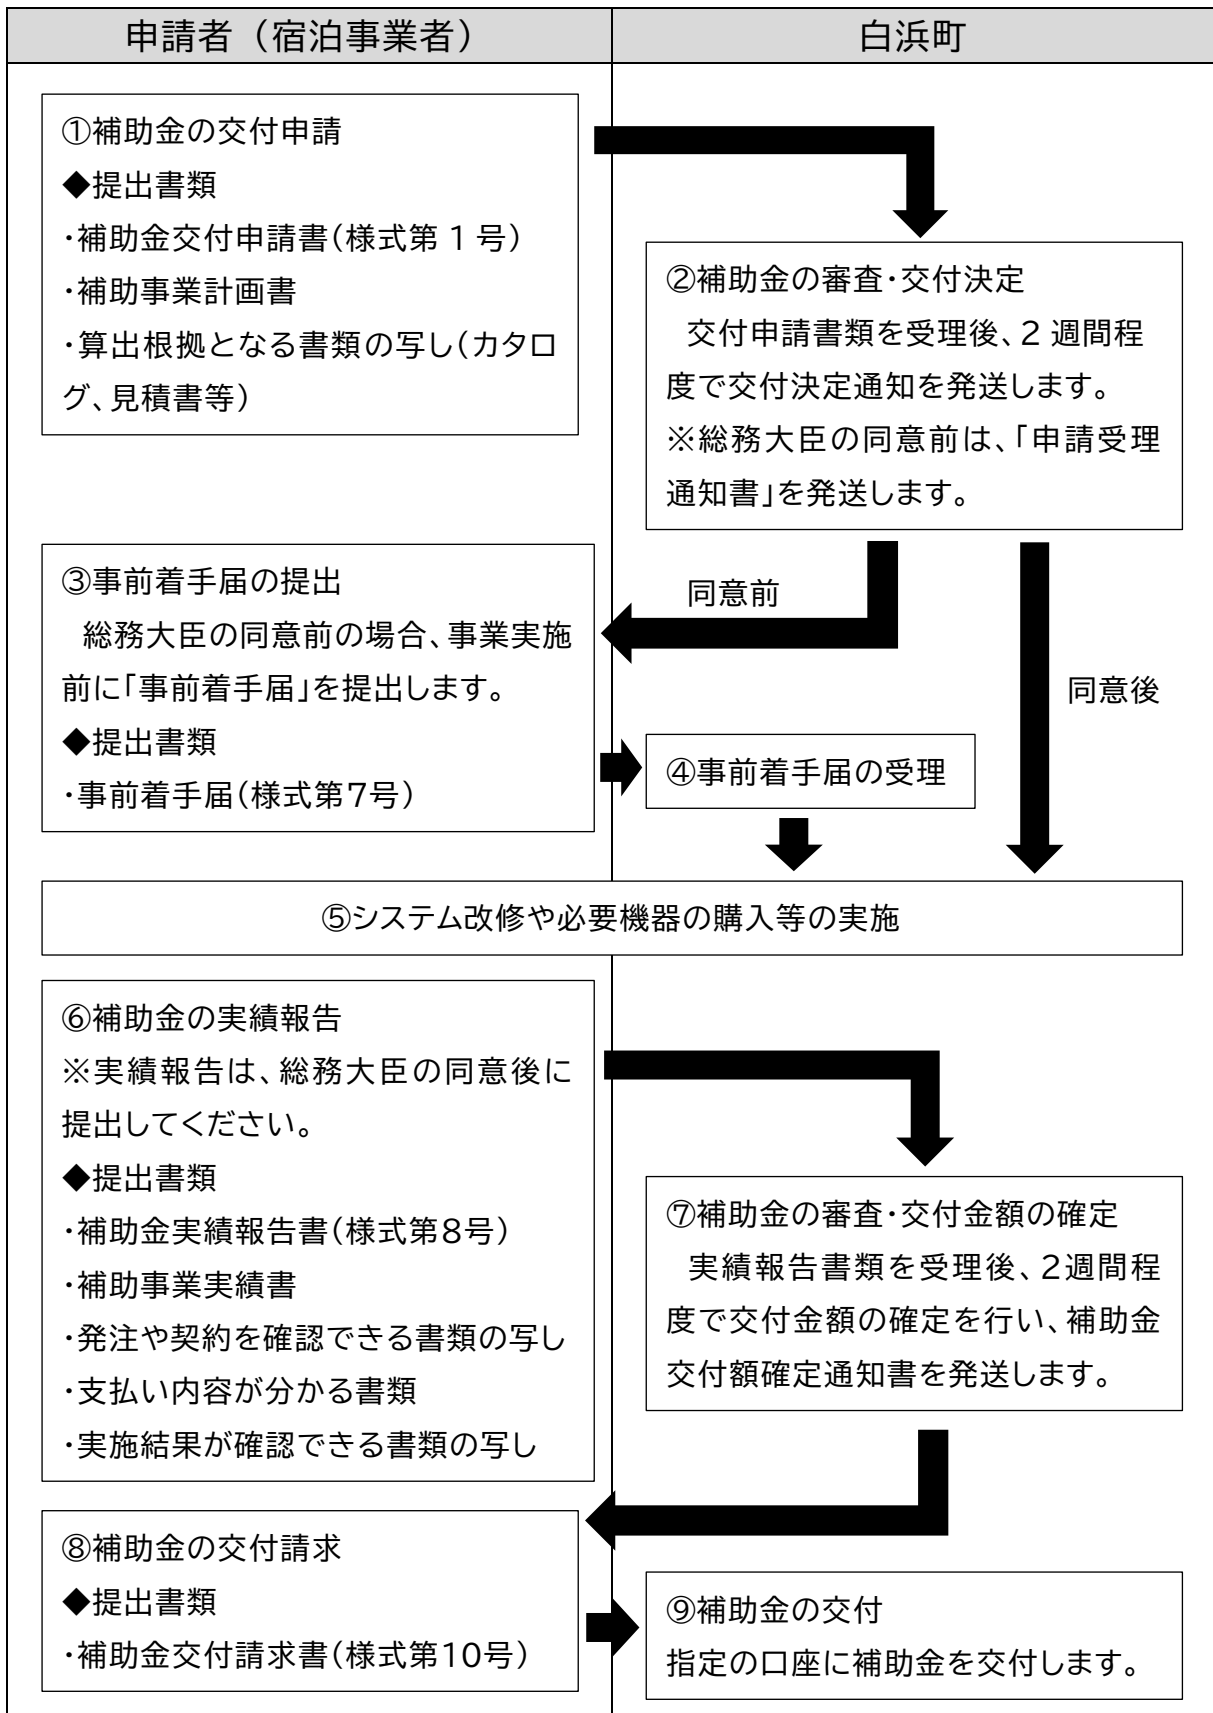 申請者（宿泊事業者）
白浜町
①補助金の交付申請
◆提出書類
・補助金交付申請書（様式第１号）
・補助事業計画書
・算出根拠となる書類の写し（カタロ
グ、見積書等）
②補助金の審査・交付決定
交付申請書類を受理後、２週間程
度で交付決定通知を発送します。
※総務大臣の同意前は、「申請受理
通知書」を発送します。
同意前
同意後
③事前着手届の提出
総務大臣の同意前の場合、事業実施
前に「事前着手届」を提出します。
◆提出書類
・事前着手届（様式第７号）
④事前着手届の受理
⑤システム改修や必要機器の購入等の実施
⑥補助金の実績報告
※実績報告は、総務大臣の同意後に
提出してください。
◆提出書類
・補助金実績報告書（様式第８号）
・補助事業実績書
・発注や契約を確認できる書類の写し
・支払い内容が分かる書類
・実施結果が確認できる書類の写し
⑦補助金の審査・交付金額の確定
実績報告書類を受理後、２週間程
度で交付金額の確定を行い、補助金
交付額確定通知書を発送します。
⑧補助金の交付請求
◆提出書類
・補助金交付請求書（様式第１０号）
⑨補助金の交付
指定の口座に補助金を交付します。